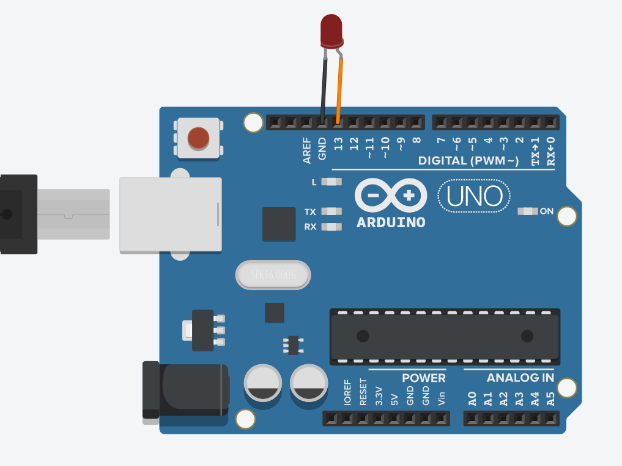 AREF
GND
13
12
~11
~10
~9
8
7
~6
~5
4
~3
2
TX→1
RX←0
DIGITAL (PWM~)
L
TX
RX
ARDUINO
UNO
ON
POWER
ANALOG IN
IOREF
RESET
3.3V
5V
GND
GND
Vin
A0
A1
A2
A3
A4
A5